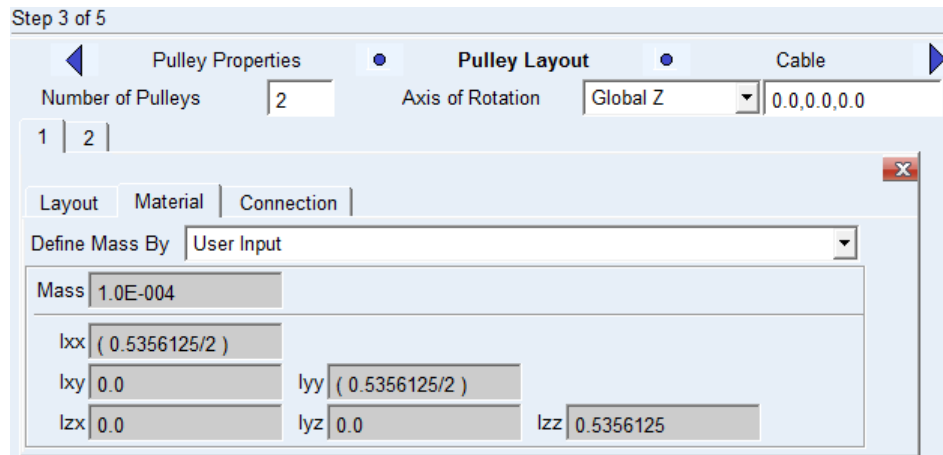 Step 3 of 5
Pulley Properties Pulley Layout Cable
Number of Pulleys 2 Axis of Rotation Global Z 0.0,0.0,0.0
1 2
x
Layout Material Connection
Define Mass By User Input
Mass 1.0E-004
Ixx ( 0.5356125/2 )
Ixy 0.0 Iyy ( 0.5356125/2 )
Izx 0.0 Iyz 0.0 Izz 0.5356125